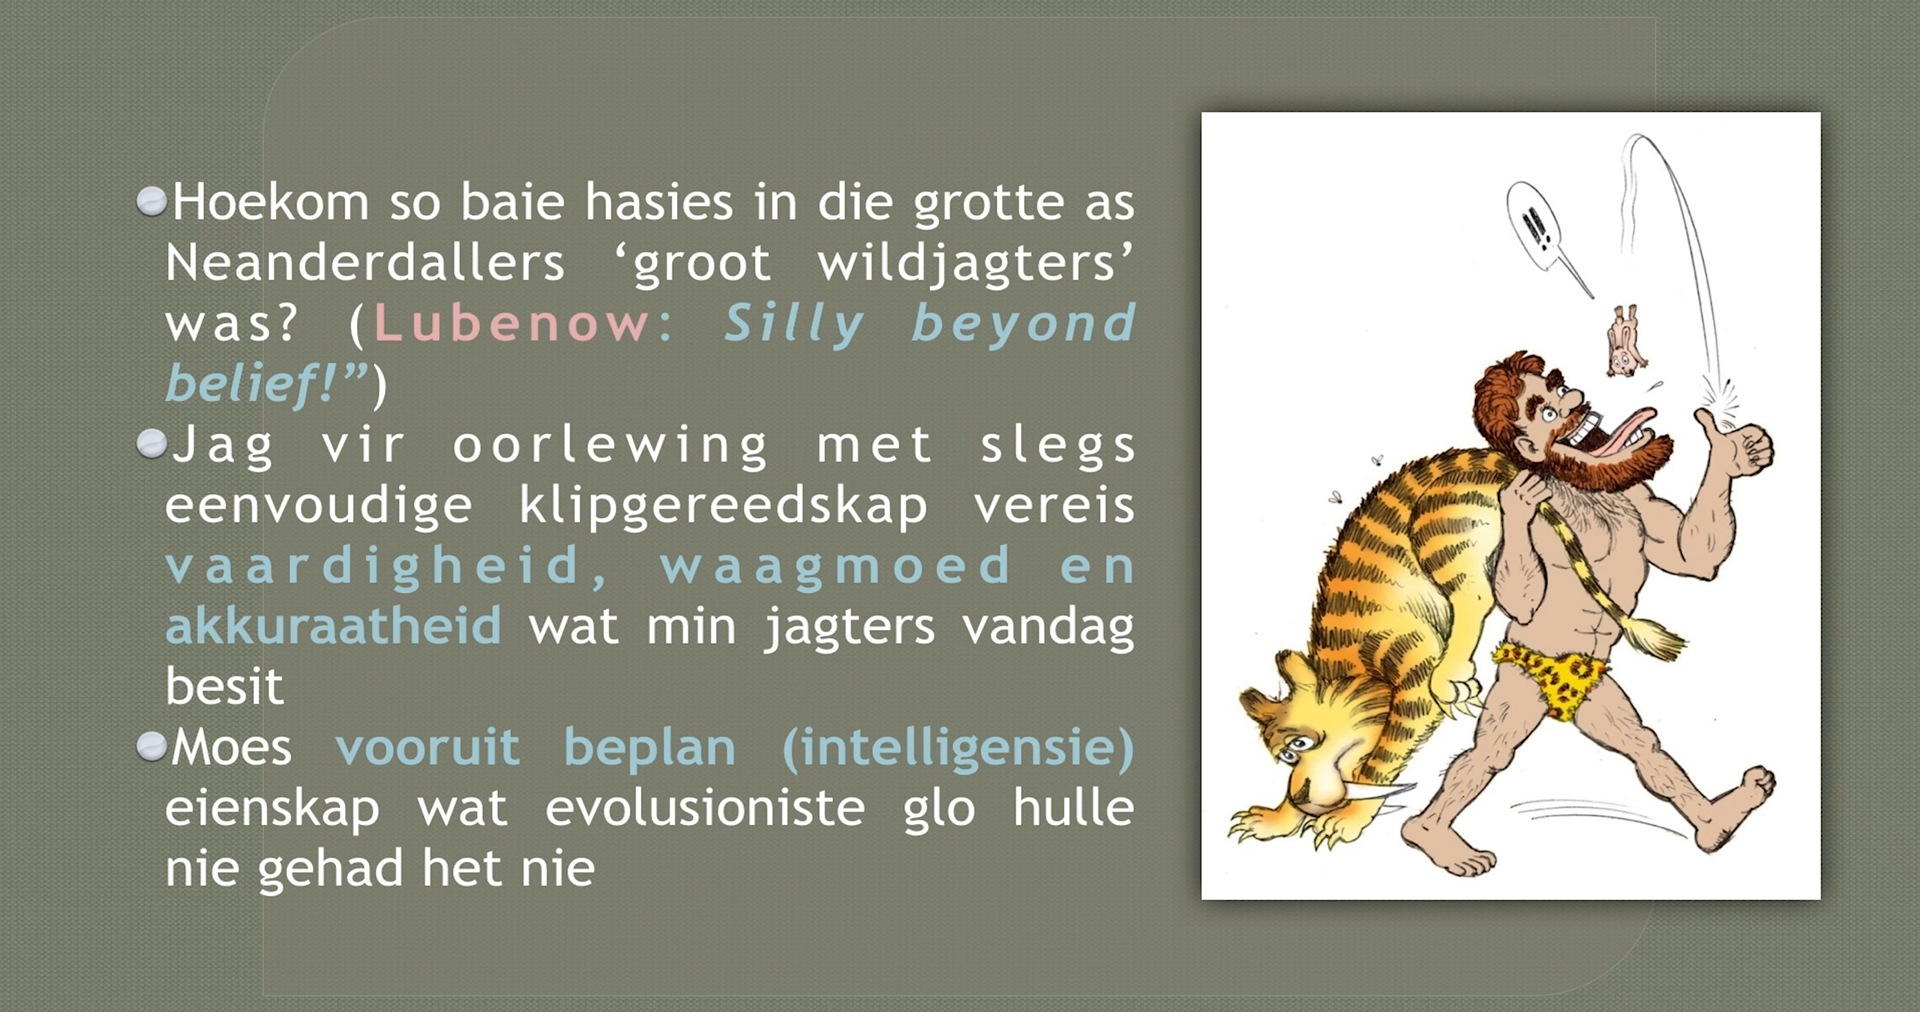 Hoekom so baie hasies in die grotte as
Neanderdallers ‘groot wildjagters’
was? (Lubenow: Silly beyond
belief!”)
Jag vir oorlewing met slegs
eenvoudige klipgereedskap vereis
vaardigheid, waagmoed en
akkuraatheid wat min jagters vandag
besit
Moes vooruit beplan (intelligensie)
eienskap wat evolusioniste glo hulle
nie gehad het nie
!!